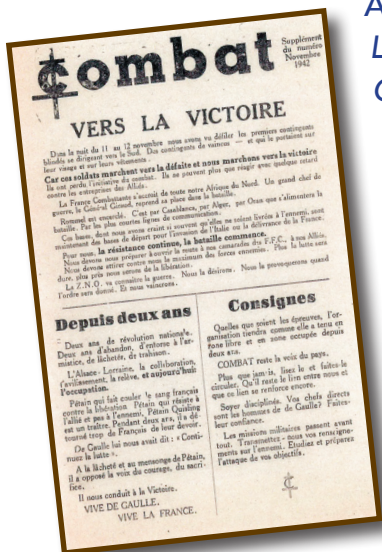 Combat
Supplément
du numéro
Novembre
1942
VERS LA VICTOIRE
Dans la nuit du 11 au 12 novembre nous avons vu défiler les premiers contingents
blindés se dirigeant vers le Sud. Des contingents de vaincus — et qui le portaient sur
leur visage et sur leurs vêtements.
Car ces soldats marchent vers la défaite et nous marchons vers la victoire
Ils ont perdu l'initiative du combat. Ils ne peuvent plus que réagir avec quelque retard
contre les entreprises des Alliés.
La France Combattante s'accroît de toute notre Afrique du Nord. Un grand chef de
guerre, le Général Giraud, reprend sa place dans la bataille.
Rommel est encerclé. C'est par Casablanca, par Alger, par Oran que s'alimentera la
bataille. Par les plus courtes lignes de communication.
Ces bases, dont nous avons craint si souvent qu'elles ne soient livrées à l'ennemi, sont
maintenant des bases de départ pour l'invasion de l'Italie ou la délivrance de la France.
Pour nous, la résistance continue, la bataille commence.
Nous devons nous préparer à ouvrir la route à nos camarades des F.F.C., à nos Alliés.
Nous devons attirer contre nous le maximum des forces ennemies. Plus la lutte sera
dure, plus près nous serons de la libération.
La Z.N.O. va connaître la guerre. Nous la désirons. Nous la provoquerons quand
l'ordre sera donné. Et nous vaincrons.
Depuis deux ans
Deux ans de révolution nationale.
Deux ans d'abandon, d'entorse à l'ar-
mistice, de lâchetés, de trahison.
L'Alsace-Lorraine, la collaboration,
l'avilissement, la relève, et aujourd'hui
l'occupation.
Pétain qui fait couler le sang français
contre la libération. Pétain qui résiste à
l'allié et pas à l'ennemi, Pétain Quisling
est un traître. Pendant deux ans, il a dé-
tourné trop de Français de leur devoir.
De Gaulle lui nous avait dit : « Conti-
nuez la lutte ».
A la lâcheté et au mensonge de Pétain,
il a opposé la voix du courage, du sacri-
fice.
Il nous conduit à la Victoire.
VIVE DE GAULLE.
VIVE LA FRANCE.
Consignes
Quelles que soient les épreuves, l'or-
ganisation tiendra comme elle a tenu en
zone libre et en zone occupée depuis
deux ans.
COMBAT reste la voix du pays.
Plus que jamais, lisez le et faites-le
circuler. Qu'il reste le lien entre nous et
que ce lien se renforce encore.
Soyez disciplinés. Vos chefs directs
sont les hommes de de Gaulle? Faites-
leur confiance.
Les missions militaires passent avant
tout. Transmettez-nous vos renseigne-
ments sur l'ennemi. Etudiez et préparez
l'attaque de vos objectifs.